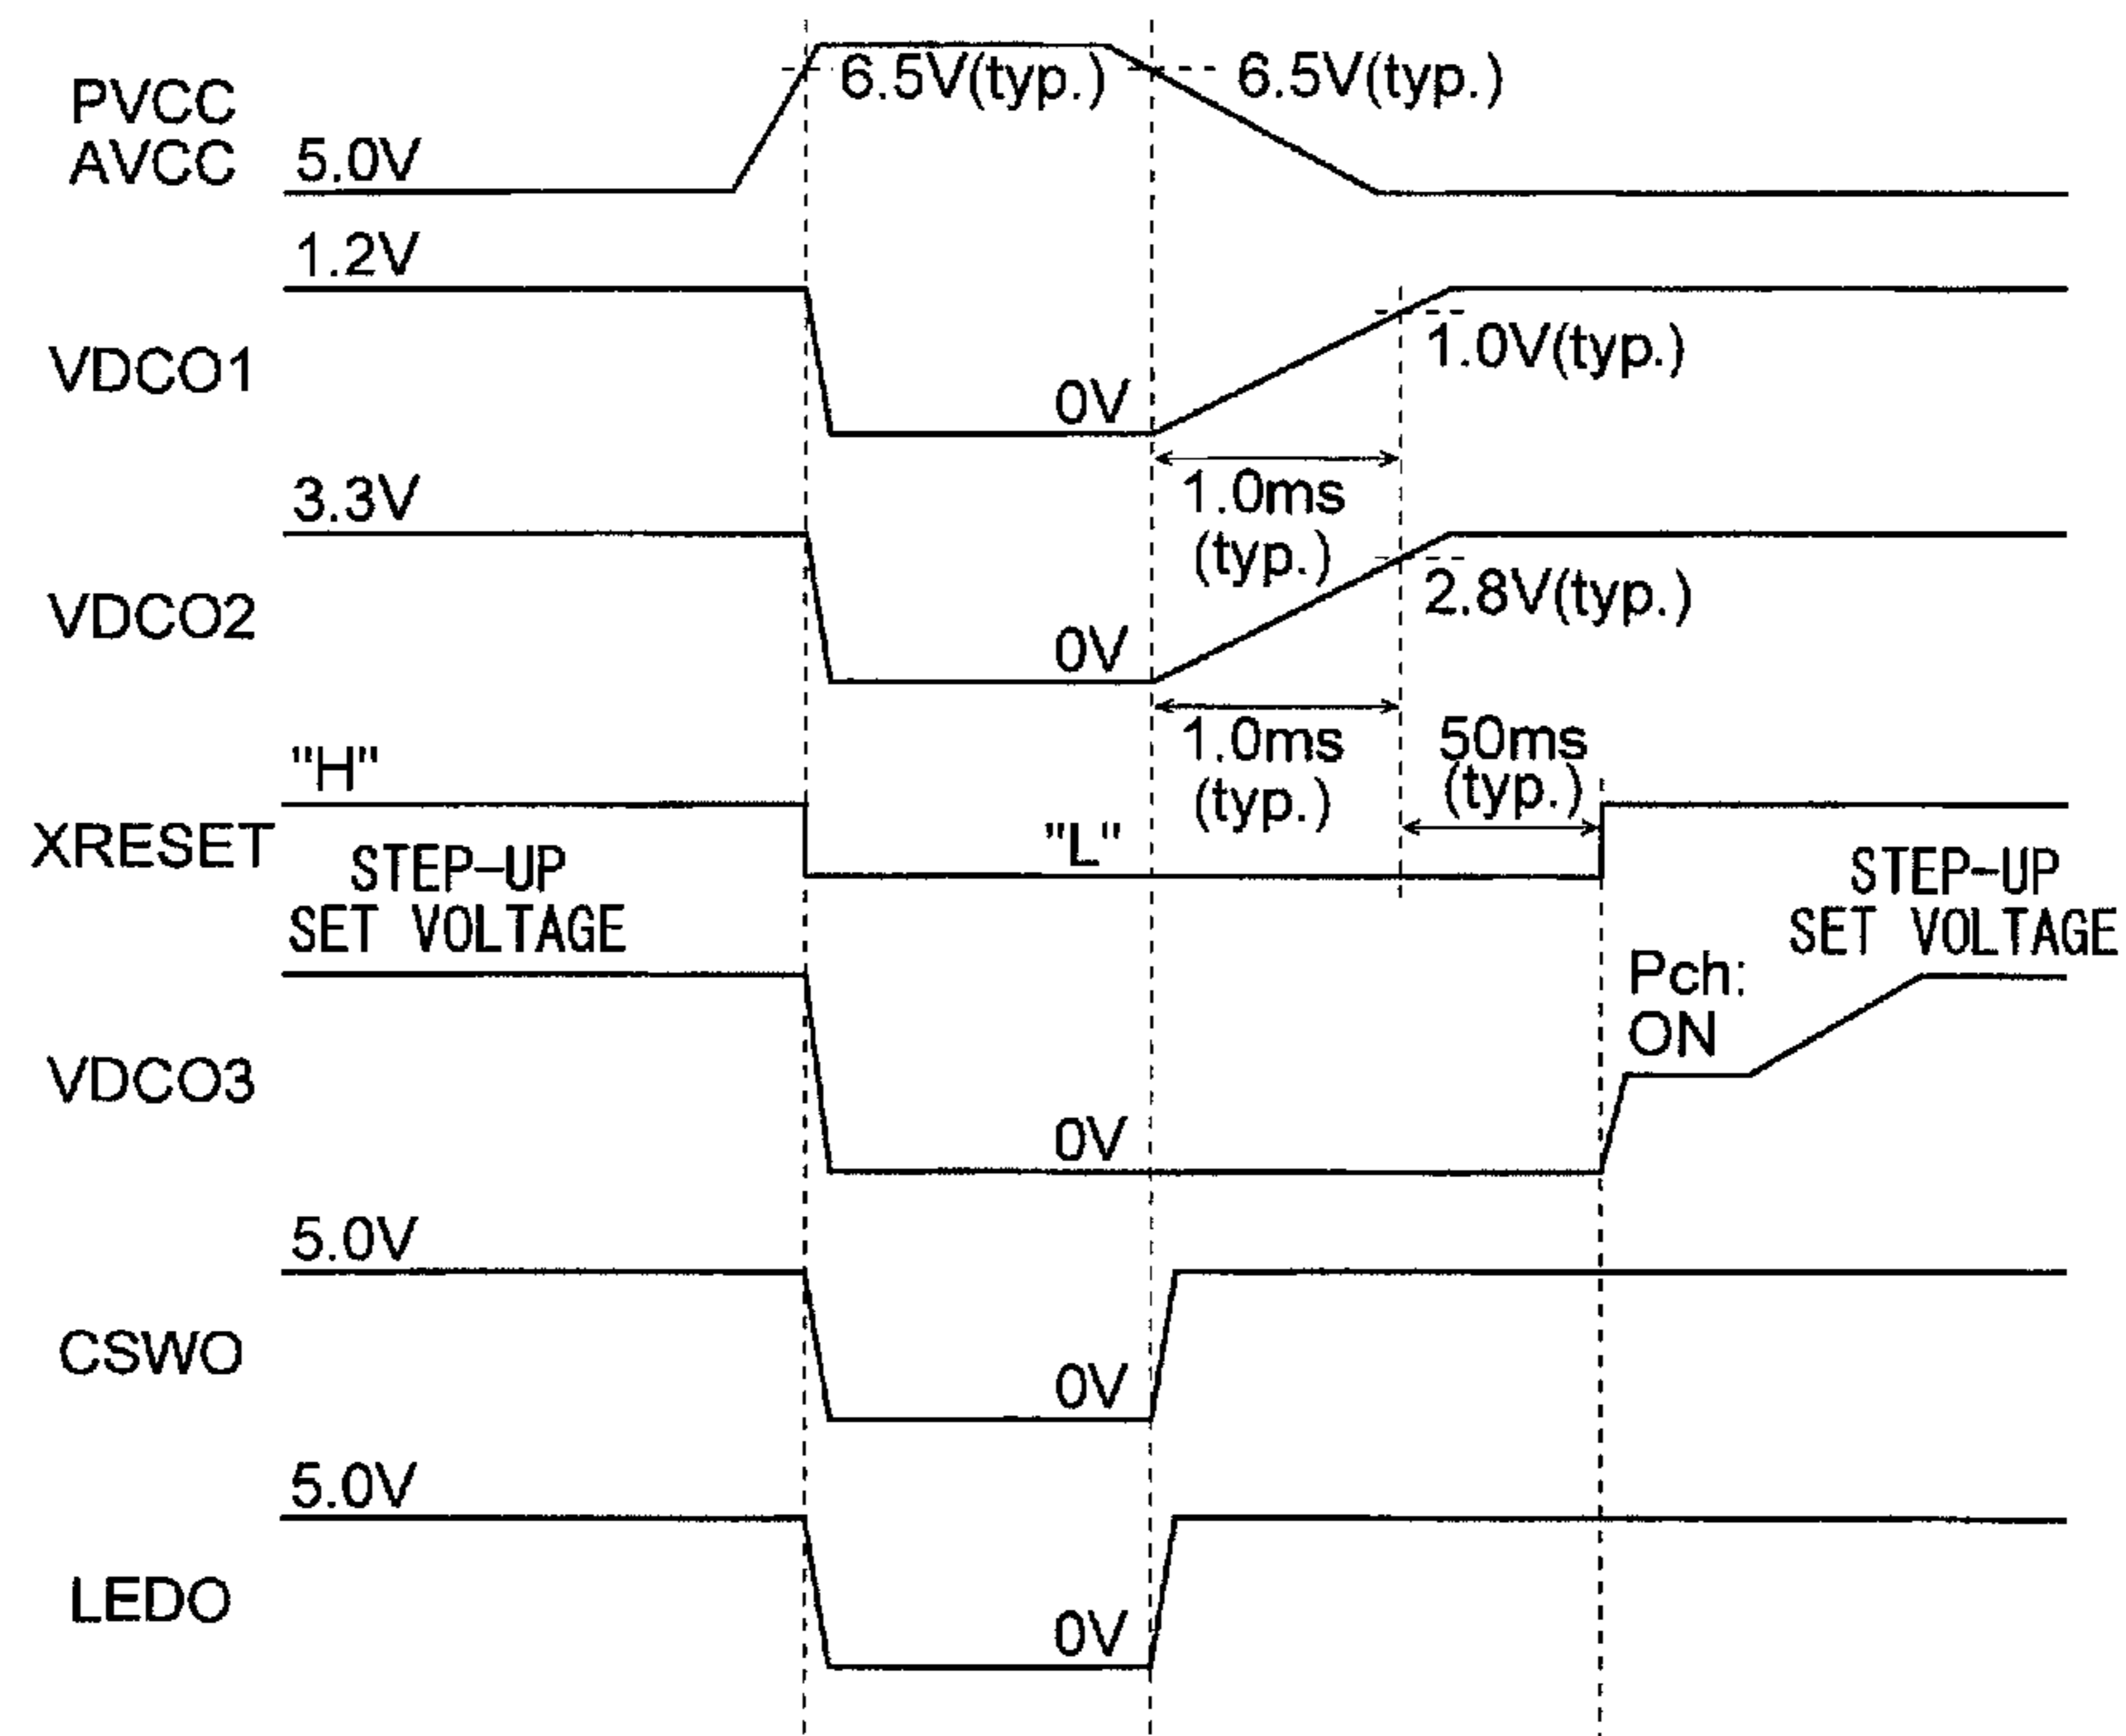 PVCC
AVCC
5.0V
6.5V(typ.)
6.5V(typ.)
1.2V
VDCO1
0V
1.0V(typ.)
1.0ms
(typ.)
3.3V
VDCO2
0V
2.8V(typ.)
1.0ms
(typ.)
50ms
(typ.)
"H"
XRESET
"L"
STEP-UP
SET VOLTAGE
STEP-UP
SET VOLTAGE
Pch:
ON
VDCO3
0V
5.0V
CSWO
0V
5.0V
LEDO
0V